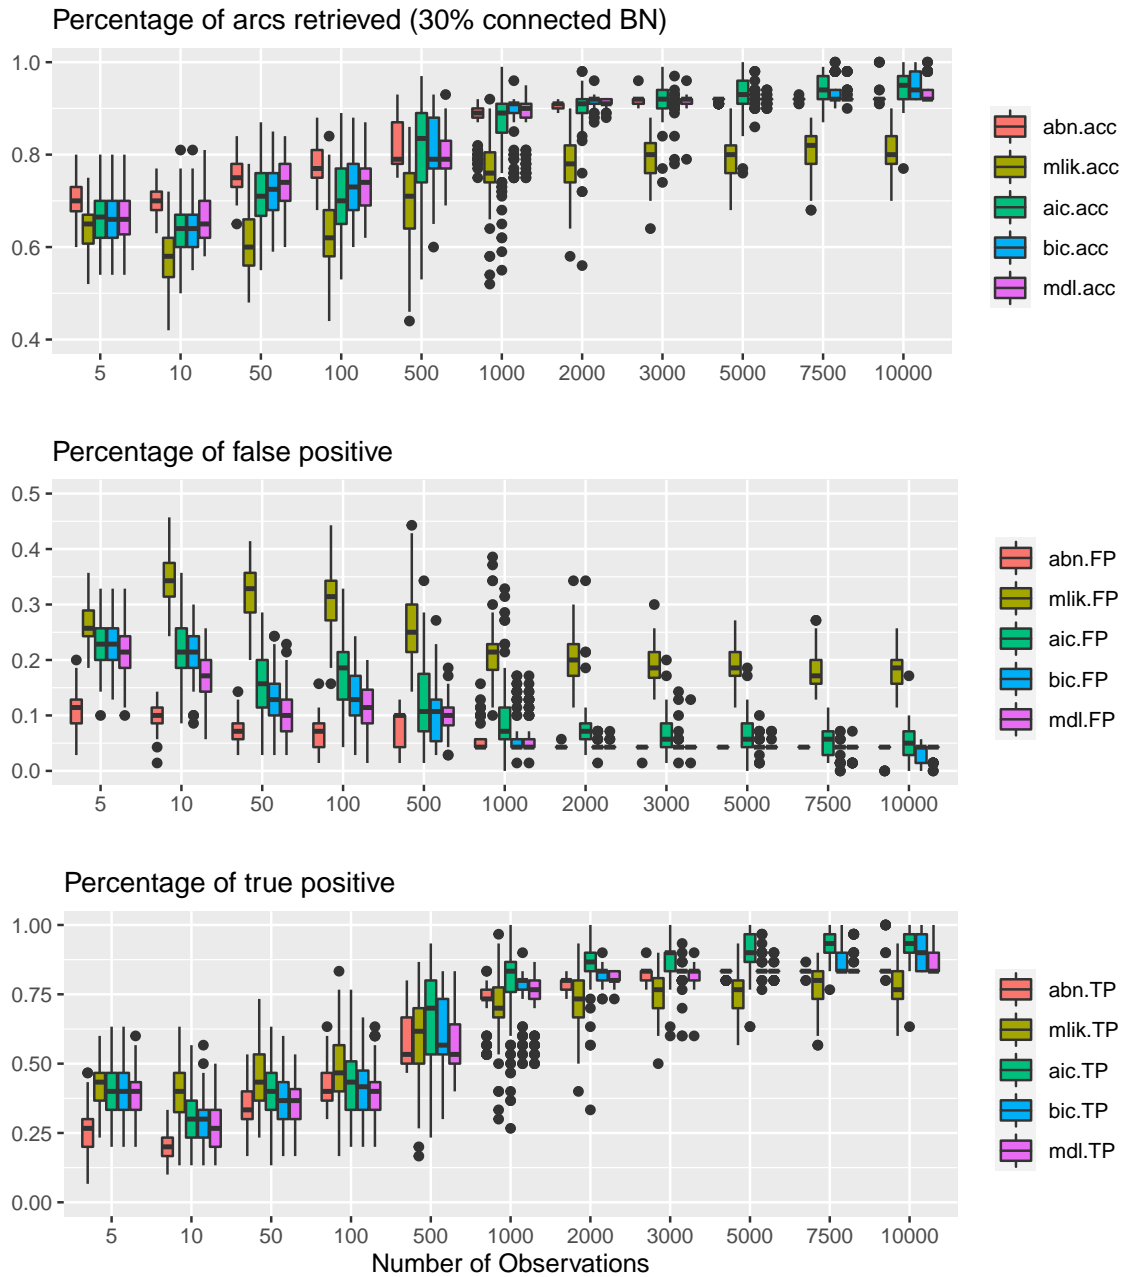 Percentage of arcs retrieved (30% connected BN)
1.0
0.8
0.6
0.4
5 10 50 100 500 1000 2000 3000 5000 7500 10000
abn.acc
mlik.acc
aic.acc
bic.acc
mdl.acc
Percentage of false positive
0.5
0.4
0.3
0.2
0.1
0.0
5 10 50 100 500 1000 2000 3000 5000 7500 10000
abn.FP
mlik.FP
aic.FP
bic.FP
mdl.FP
Percentage of true positive
1.00
0.75
0.50
0.25
0.00
5 10 50 100 500 1000 2000 3000 5000 7500 10000
Number of Observations
abn.TP
mlik.TP
aic.TP
bic.TP
mdl.TP